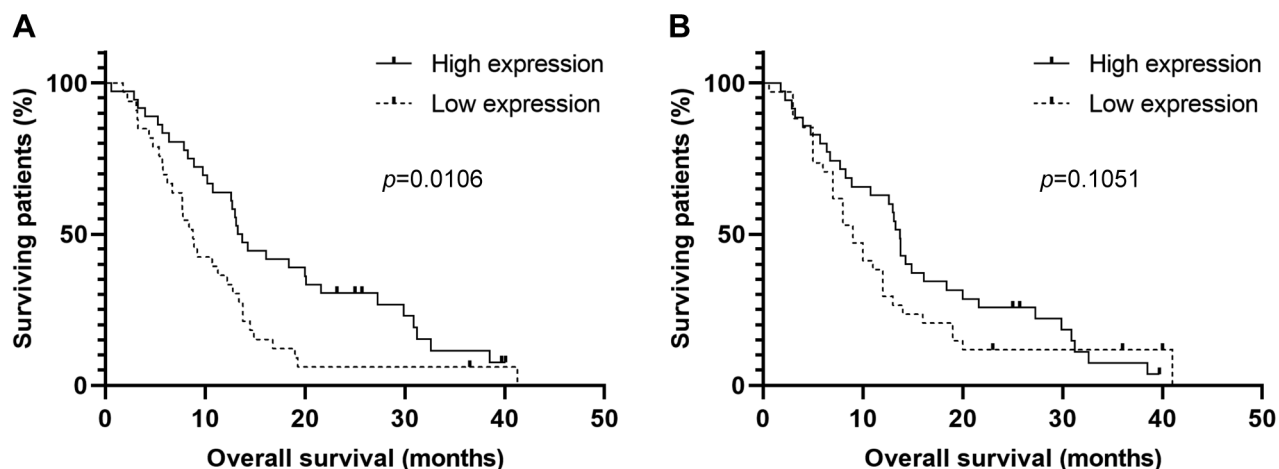 A
High expression
Low expression
p=0.0106
Surviving patients (%)
100
50
0
0 10 20 30 40 50
Overall survival (months)
B
High expression
Low expression
p=0.1051
Surviving patients (%)
100
50
0
0 10 20 30 40 50
Overall survival (months)